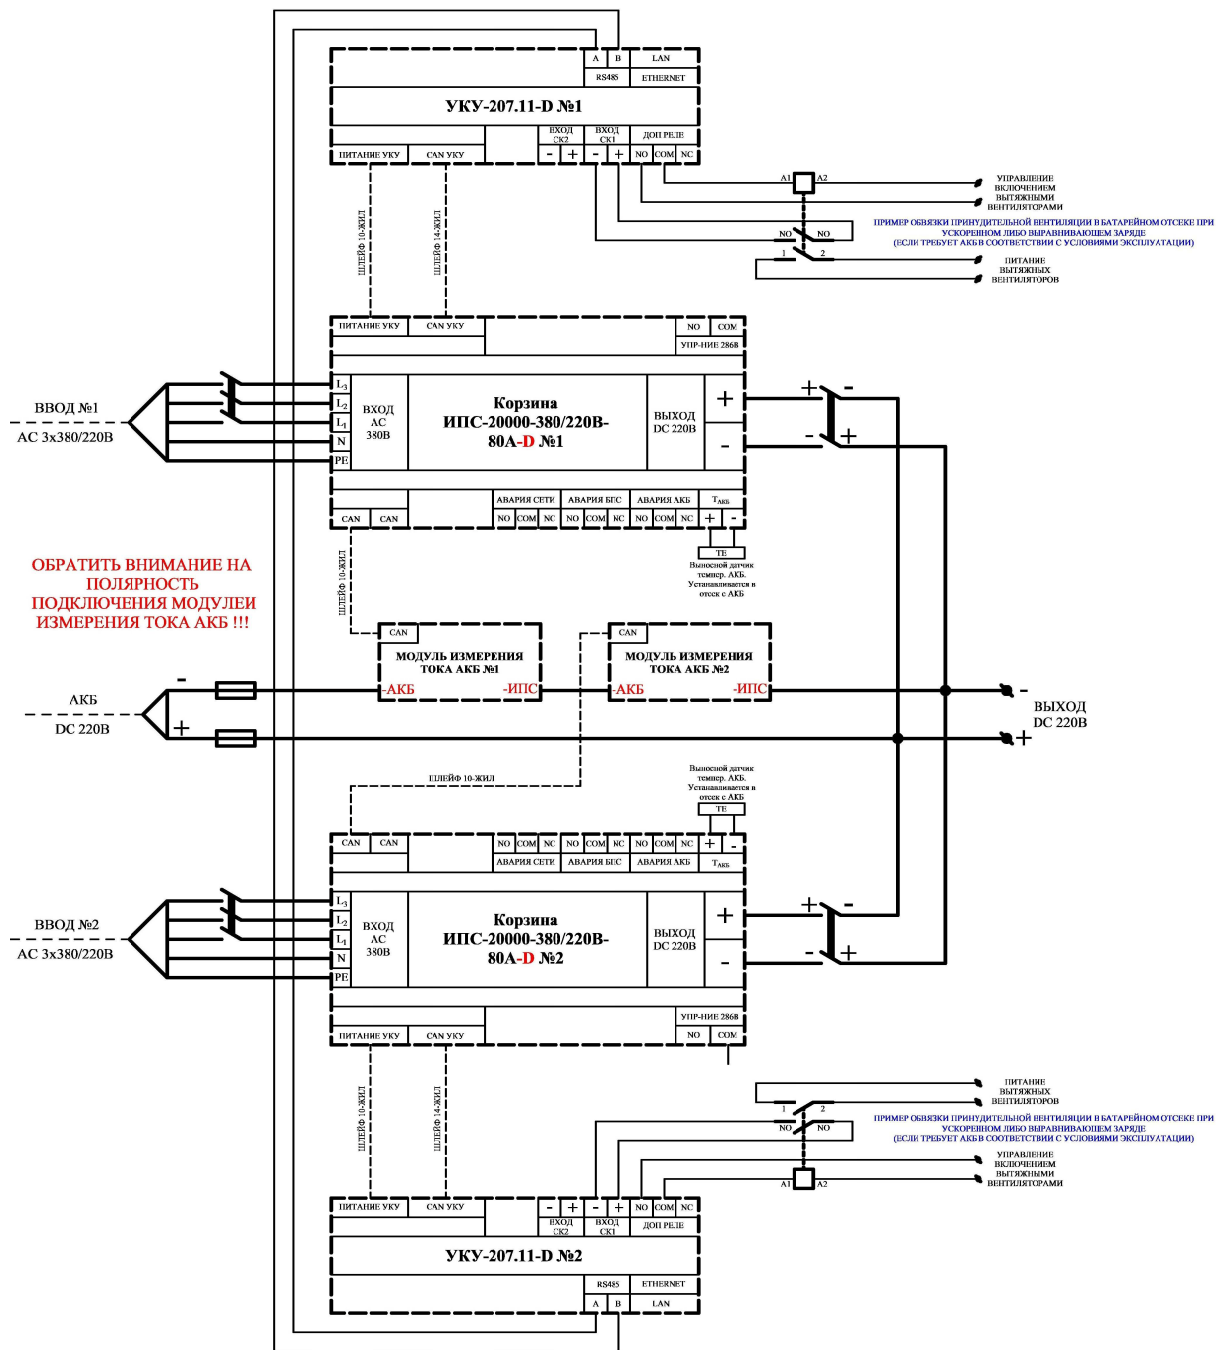 A B LAN
RS485 ETHERNET
УКУ-207.11-D №1
ВХОД СК2 ВХОД СК1 ДОП РЕЛЕ
ПИТАНИЕ УКУ CAN УКУ - + - + NO COM NC
ШЛЕЙФ 10-ЖИЛ
ШЛЕЙФ 14-ЖИЛ
A1 A2
УПРАВЛЕНИЕ
ВКЛЮЧЕНИЕМ
ВЫТЯЖНЫМИ
ВЕНТИЛЯТОРАМИ
NO NO
ПРИМЕР ОБВЯЗКИ ПРИНУДИТЕЛЬНОЙ ВЕНТИЛЯЦИИ В БАТАРЕЙНОМ ОТСЕКЕ ПРИ
УСКОРЕННОМ ЛИБО ВЫРАВНИВАЮЩЕМ ЗАРЯДЕ
(ЕСЛИ ТРЕБУЕТ АКБ В СООТВЕТСТВИИ С УСЛОВИЯМИ ЭКСПЛУАТАЦИИ)
1 2
ПИТАНИЕ
ВЫТЯЖНЫХ
ВЕНТИЛЯТОРОВ
ПИТАНИЕ УКУ CAN УКУ NO COM
УПР-НИЕ 286В
ВВОД №1
АС 3х380/220В
L3
L2
L1
N
PE
ВХОД
АС
380В
Корзина
ИПС-20000-380/220В-
80А-D №1
ВЫХОД
DC 220В
+
-
+ -
- +
АВАРИЯ СЕТИ АВАРИЯ БПС АВАРИЯ АКБ ТАКБ
CAN CAN NO COM NC NO COM NC NO COM NC + -
ШЛЕЙФ 10-ЖИЛ
TE
Выносной датчик
темпер. АКБ.
Устанавливается в
отсек с АКБ
ОБРАТИТЬ ВНИМАНИЕ НА
ПОЛЯРНОСТЬ
ПОДКЛЮЧЕНИЯ МОДУЛЕЙ
ИЗМЕРЕНИЯ ТОКА АКБ !!!
CAN
МОДУЛЬ ИЗМЕРЕНИЯ
ТОКА АКБ №1
-АКБ -ИПС
CAN
МОДУЛЬ ИЗМЕРЕНИЯ
ТОКА АКБ №2
-АКБ -ИПС
АКБ
DC 220В
-
+
-
ВЫХОД
DC 220В
+
ШЛЕЙФ 10-ЖИЛ
Выносной датчик
темпер. АКБ.
Устанавливается в
отсек с АКБ
TE
CAN CAN NO COM NC NO COM NC NO COM NC + -
АВАРИЯ СЕТИ АВАРИЯ БПС АВАРИЯ АКБ ТАКБ
ВВОД №2
АС 3х380/220В
L3
L2
L1
N
PE
ВХОД
АС
380В
Корзина
ИПС-20000-380/220В-
80А-D №2
ВЫХОД
DC 220В
+
-
+ -
- +
УПР-НИЕ 286В
ПИТАНИЕ УКУ CAN УКУ NO COM
ШЛЕЙФ 10-ЖИЛ
ШЛЕЙФ 14-ЖИЛ
ПИТАНИЕ
ВЫТЯЖНЫХ
ВЕНТИЛЯТОРОВ
1 2
NO NO
ПРИМЕР ОБВЯЗКИ ПРИНУДИТЕЛЬНОЙ ВЕНТИЛЯЦИИ В БАТАРЕЙНОМ ОТСЕКЕ ПРИ
УСКОРЕННОМ ЛИБО ВЫРАВНИВАЮЩЕМ ЗАРЯДЕ
(ЕСЛИ ТРЕБУЕТ АКБ В СООТВЕТСТВИИ С УСЛОВИЯМИ ЭКСПЛУАТАЦИИ)
УПРАВЛЕНИЕ
ВКЛЮЧЕНИЕМ
ВЫТЯЖНЫМИ
ВЕНТИЛЯТОРАМИ
A1 A2
ПИТАНИЕ УКУ CAN УКУ - + - + NO COM NC
ВХОД СК2 ВХОД СК1 ДОП РЕЛЕ
УКУ-207.11-D №2
RS485 ETHERNET
A B LAN